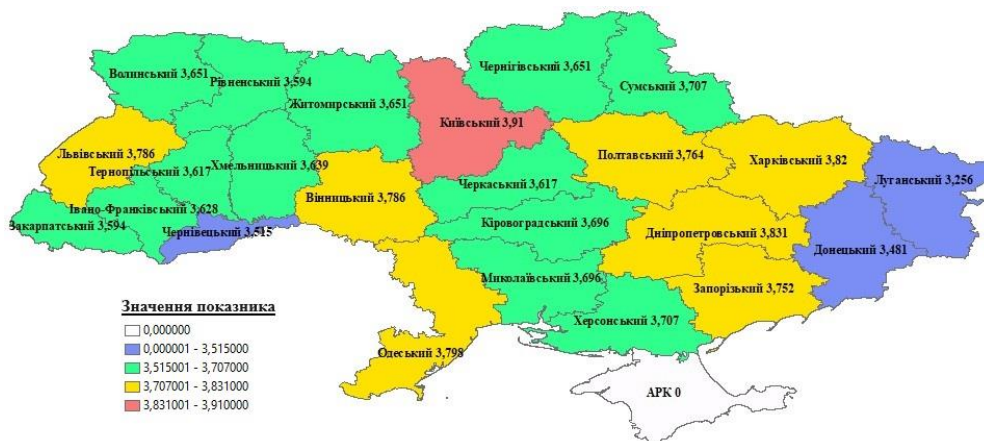 Волинський 3,651
Рівненський 3,594
Житомирський 3,651
Чернігівський 3,651
Сумський 3,707
Київський 3,91
Львівський 3,786
Тернопільський 3,617
Хмельницький 3,639
Полтавський 3,764
Харківський 3,82
Луганський 3,256
Вінницький 3,786
Черкаський 3,617
Івано-Франківський 3,628
Закарпатський 3,594
Чернівецький 3,515
Кіровоградський 3,696
Дніпропетровський 3,831
Донецький 3,481
Миколаївський 3,696
Запорізький 3,752
Херсонський 3,707
Одеський 3,798
АРК 0
Значення показника
0,000000
0,000001 - 3,515000
3,515001 - 3,707000
3,707001 - 3,831000
3,831001 - 3,910000